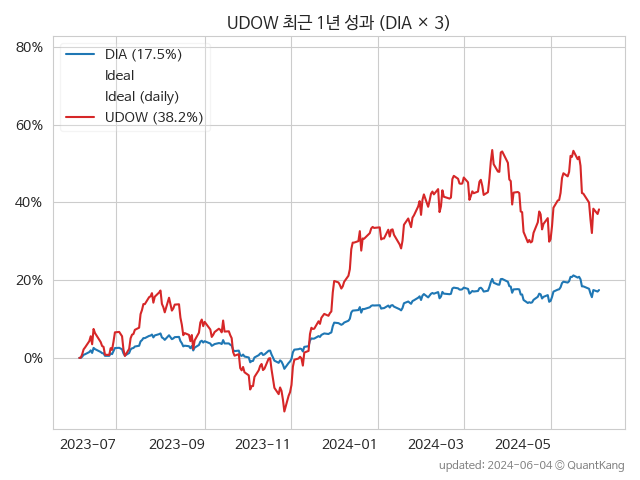 UDOW 최근 1년 성과 (DIA × 3)
80%
60%
40%
20%
0%
DIA (17.5%)
Ideal
Ideal (daily)
UDOW (38.2%)
2023-07 2023-09 2023-11 2024-01 2024-03 2024-05
updated: 2024-06-04 © QuantKang